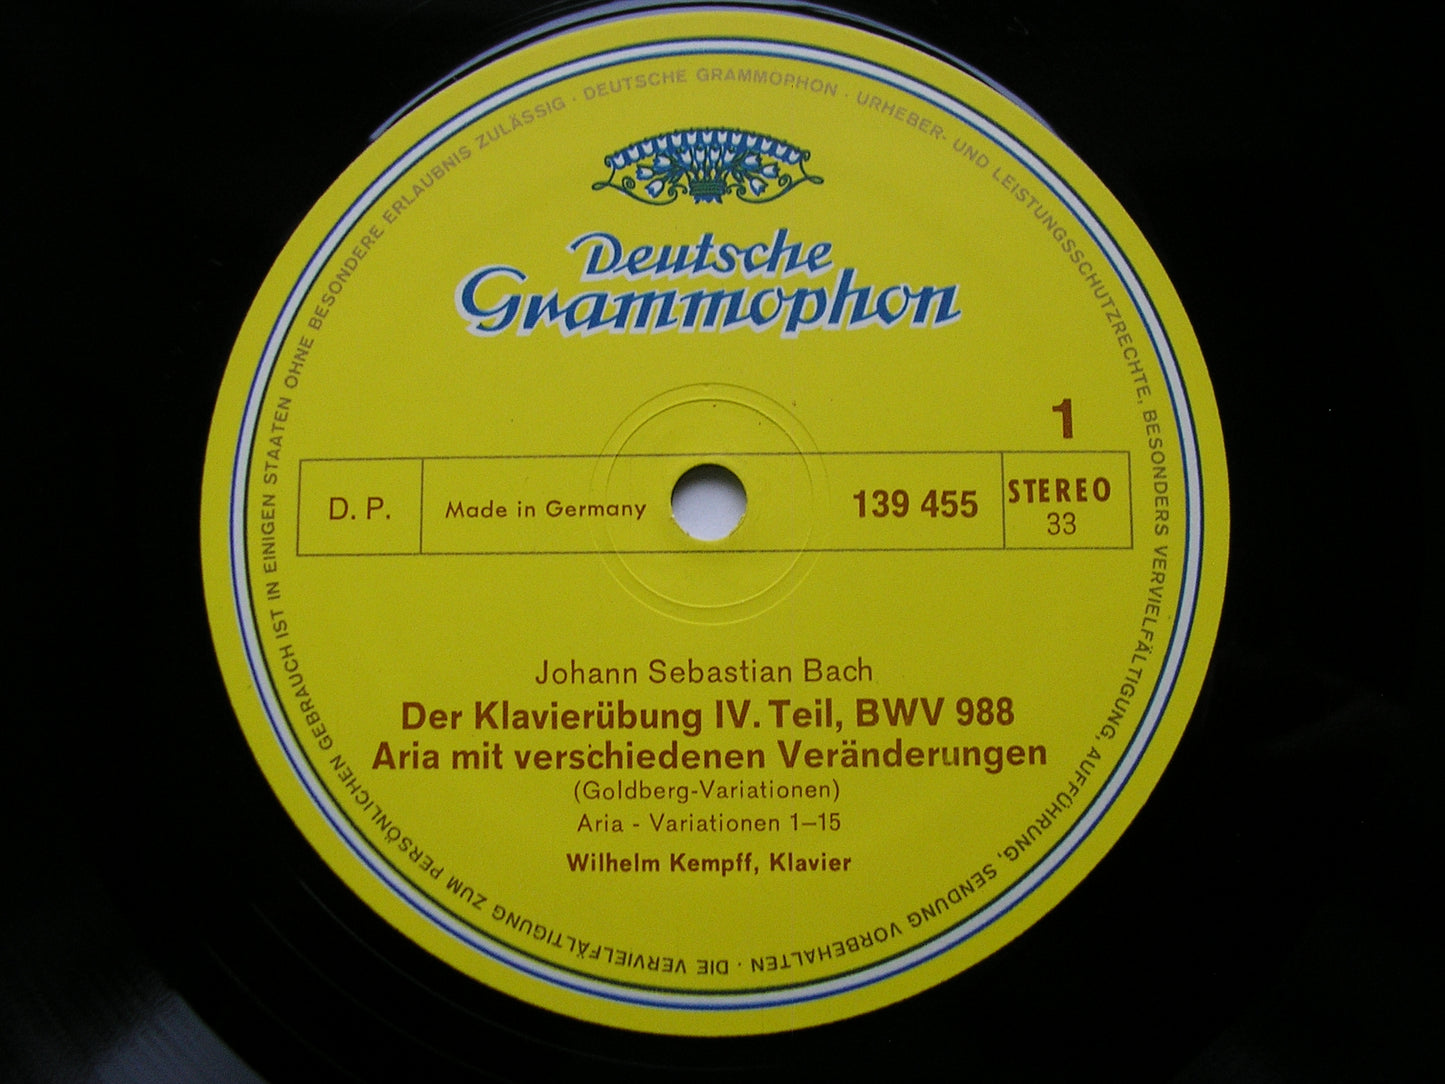 DEUTSCHE GRAMMOPHON · URHEBER- UND LEISTUNGSSCHUTZRECHTE, BESONDERS VERVIELFÄLTIGUNG, AUFFÜHRUNG, SENDUNG VORBEHALTEN · DIE VERVIELFÄLTIGUNG ZUM PERSÖNLICHEN GEBRAUCH IST IN EINIGEN STAATEN OHNE BESONDERE ERLAUBNIS ZULÄSSIG ·
Deutsche
Grammophon
1
D. P. Made in Germany 139 455 STEREO
33
Johann Sebastian Bach
Der Klavierübung IV. Teil, BWV 988
Aria mit verschiedenen Veränderungen
(Goldberg-Variationen)
Aria - Variationen 1–15
Wilhelm Kempff, Klavier